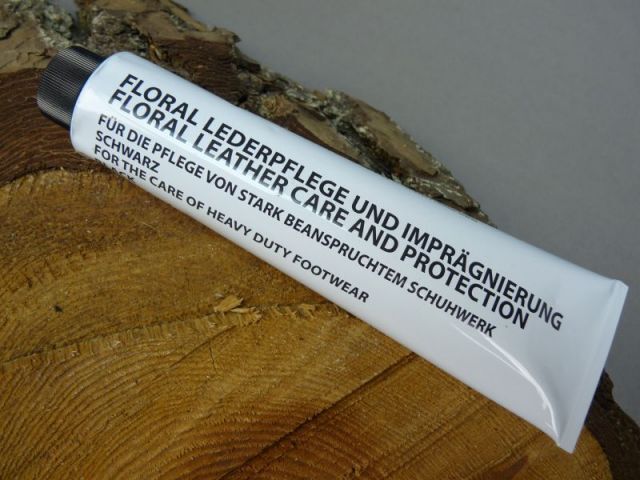 FLORAL LEDERPFLEGE UND IMPRÄGNIERUNG
FLORAL LEATHER CARE AND PROTECTION
FÜR DIE PFLEGE VON STARK BEANSPRUCHTEM SCHUHWERK
SCHWARZ
FOR THE CARE OF HEAVY DUTY FOOTWEAR
BLACK